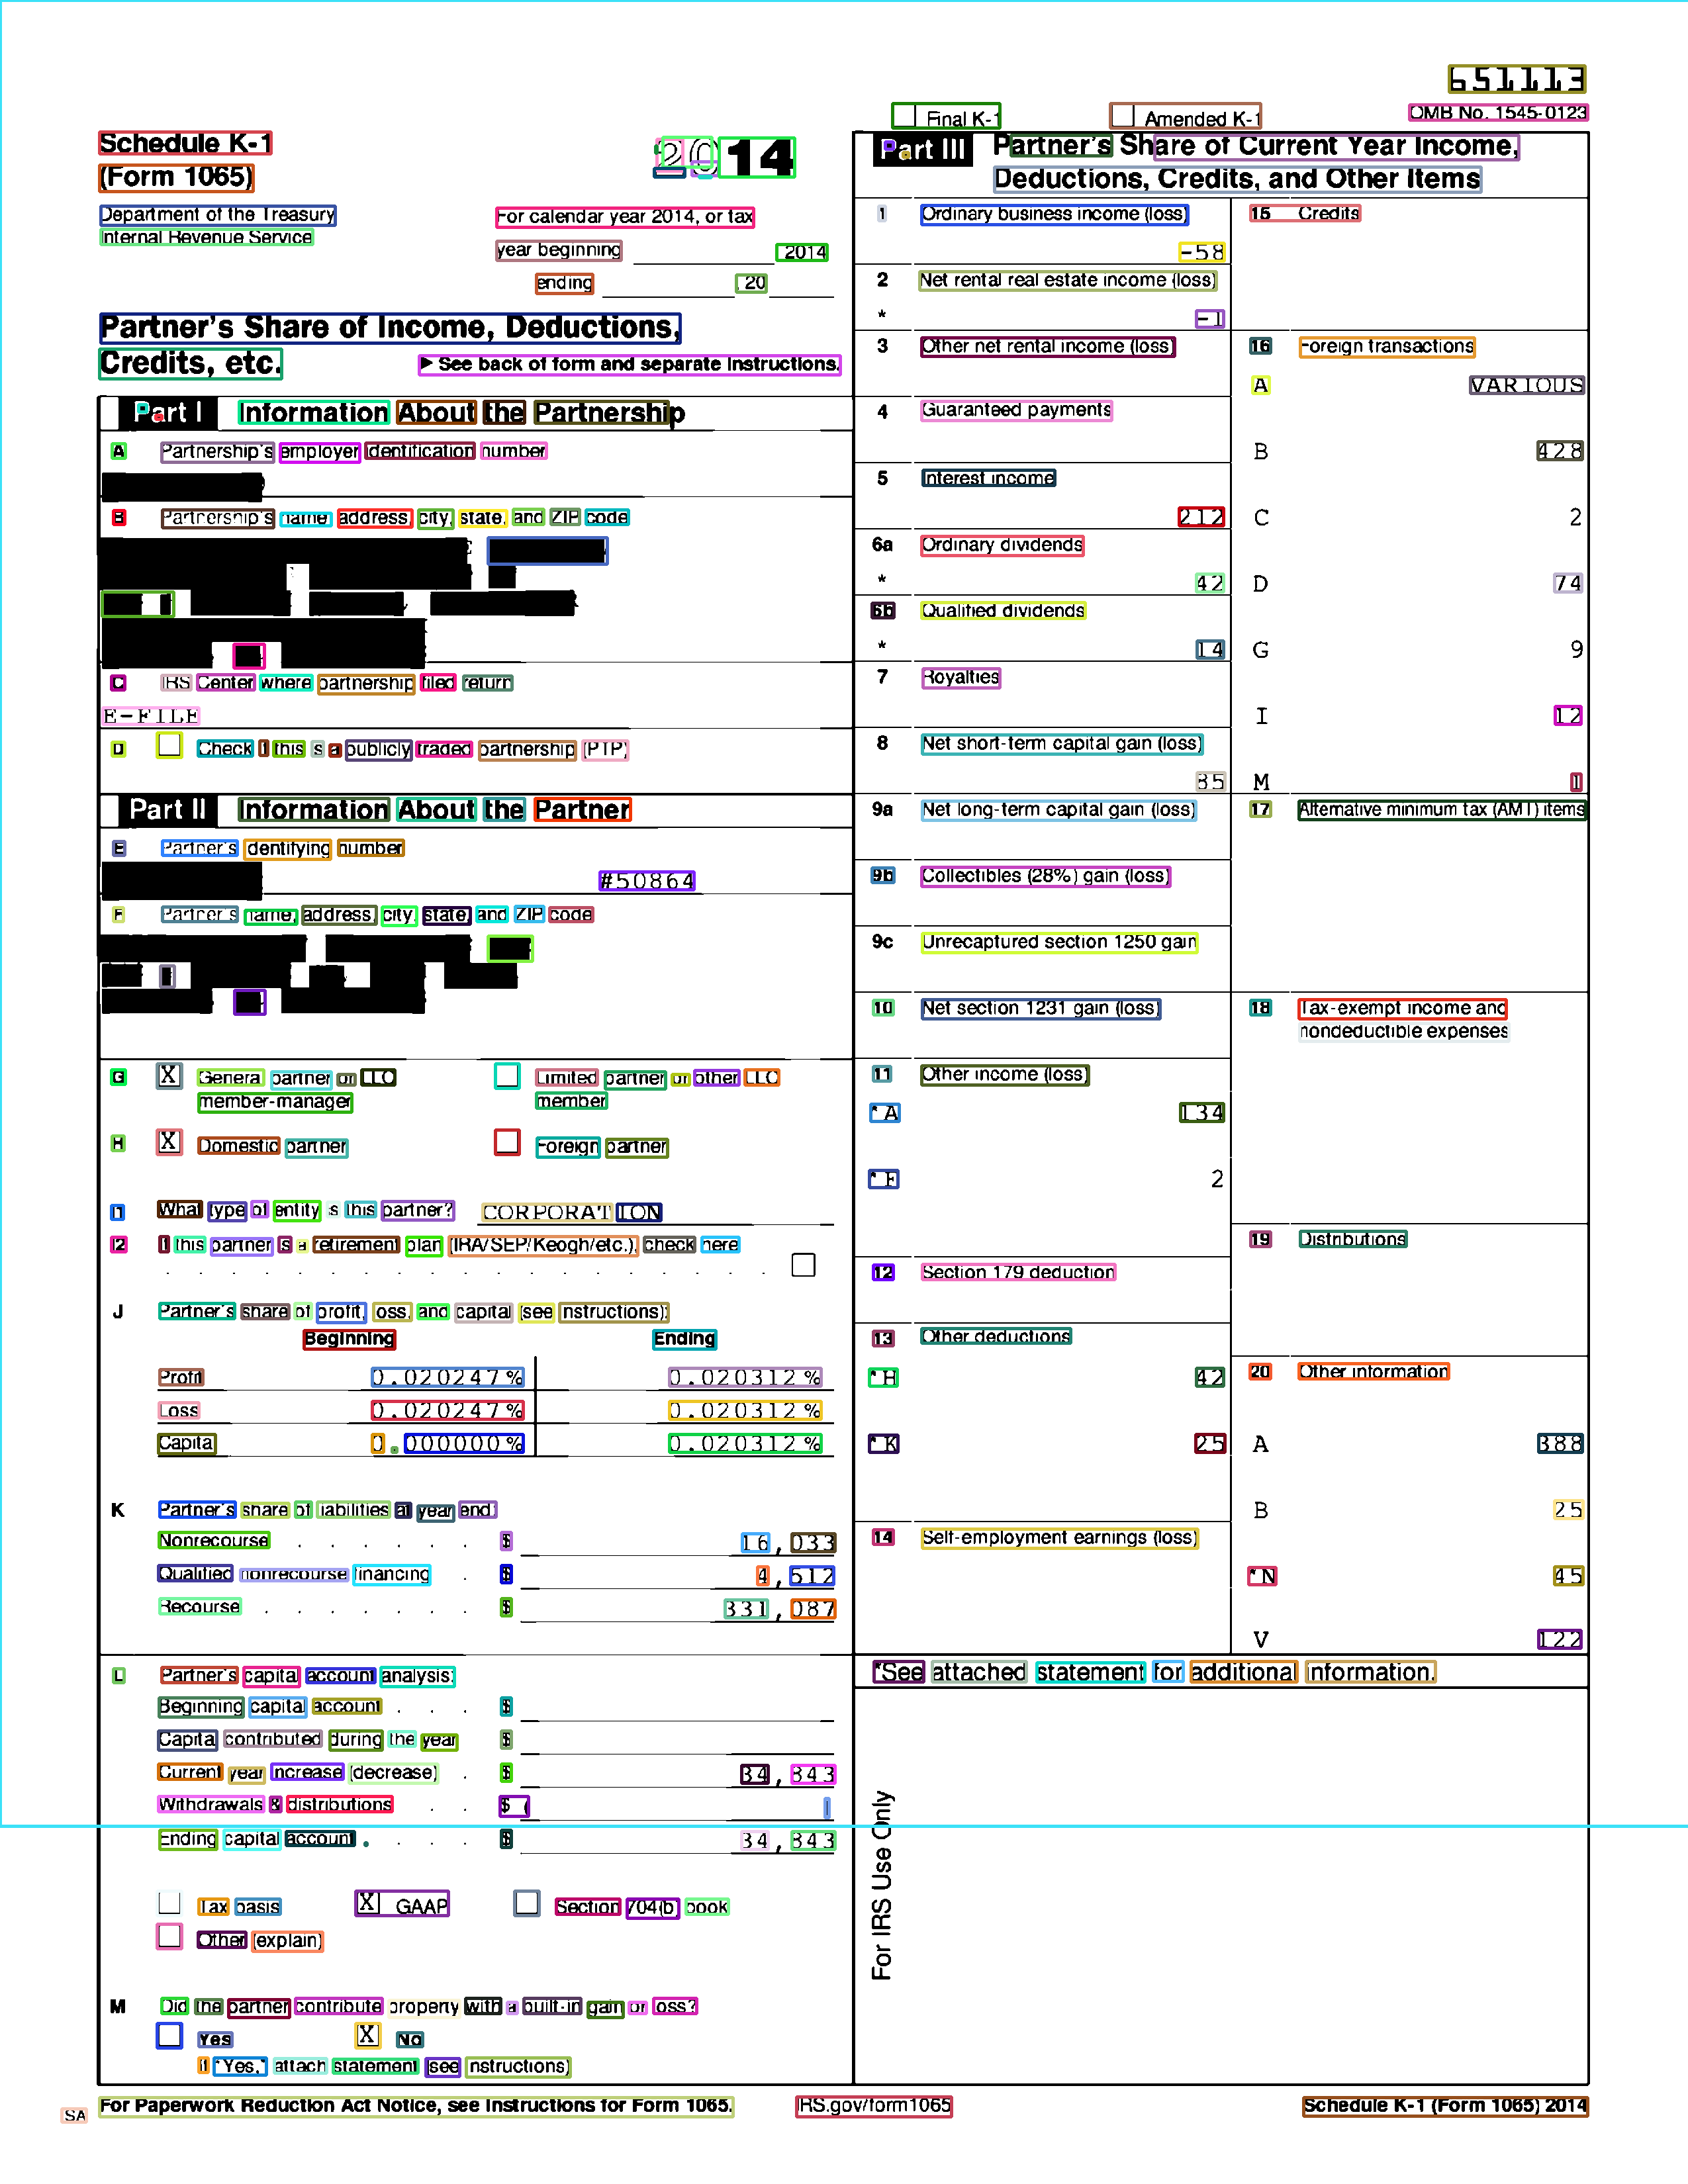 651113
Final K-1 Amended K-1 OMB No. 1545-0123
Schedule K-1
(Form 1065)
2014
Department of the Treasury
Internal Revenue Service
For calendar year 2014, or tax
year beginning 2014
ending 20
Partner's Share of Income, Deductions,
Credits, etc.
► See back of form and separate instructions.
Part I Information About the Partnership
A Partnership's employer identification number
B Partnership's name, address, city, state, and ZIP code
C IRS Center where partnership filed return
E-FILE
D Check if this is a publicly traded partnership (PTP)
Part II Information About the Partner
E Partner's identifying number
#50864
F Partner's name, address, city, state, and ZIP code
G X General partner or LLC member-manager
Limited partner or other LLC member
H X Domestic partner Foreign partner
I1 What type of entity is this partner? CORPORATION
I2 If this partner is a retirement plan (IRA/SEP/Keogh/etc.), check here
J Partner's share of profit, loss, and capital (see instructions):
Beginning Ending
Profit 0.020247% 0.020312%
Loss 0.020247% 0.020312%
Capital 0.000000% 0.020312%
K Partner's share of liabilities at year end:
Nonrecourse . . . . . . $ 16,033
Qualified nonrecourse financing . $ 4,612
Recourse . . . . . . . $ 331,087
L Partner's capital account analysis:
Beginning capital account . . . $
Capital contributed during the year $
Current year increase (decrease) . $ 34,343
Withdrawals & distributions . . $ ( )
Ending capital account . . . . $ 34,343
Tax basis X GAAP Section 704(b) book
Other (explain)
M Did the partner contribute property with a built-in gain or loss?
Yes X No
If "Yes," attach statement (see instructions)
Part III Partner's Share of Current Year Income,
Deductions, Credits, and Other Items
1 Ordinary business income (loss)
-58
2 Net rental real estate income (loss)
* -1
3 Other net rental income (loss)
4 Guaranteed payments
5 Interest income
212
6a Ordinary dividends
* 42
6b Qualified dividends
* 14
7 Royalties
8 Net short-term capital gain (loss)
35
9a Net long-term capital gain (loss)
9b Collectibles (28%) gain (loss)
9c Unrecaptured section 1250 gain
10 Net section 1231 gain (loss)
11 Other income (loss)
*A 134
*F 2
12 Section 179 deduction
13 Other deductions
*H 42
*K 25
14 Self-employment earnings (loss)
15 Credits
16 Foreign transactions
A VARIOUS
B 428
C 2
D 74
G 9
I 12
M 1
17 Alternative minimum tax (AMT) items
18 Tax-exempt income and
nondeductible expenses
19 Distributions
20 Other information
A 388
B 25
*N 45
V 122
*See attached statement for additional information.
For IRS Use Only
SA For Paperwork Reduction Act Notice, see Instructions for Form 1065. IRS.gov/form1065 Schedule K-1 (Form 1065) 2014